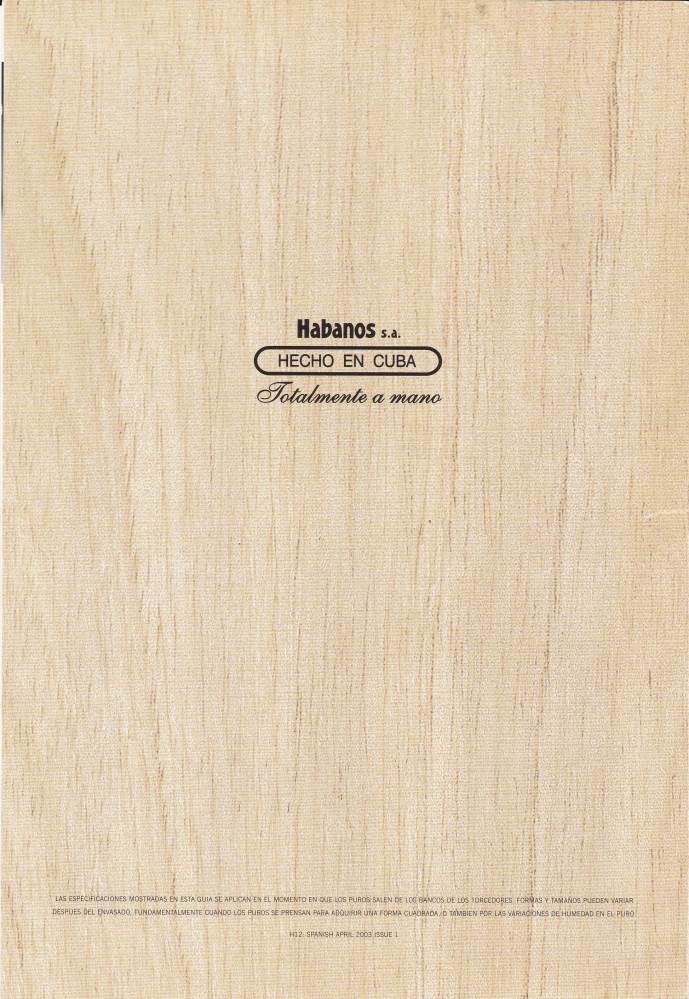 Habanos s.a.
HECHO EN CUBA
Totalmente a mano
LAS ESPECIFICACIONES MOSTRADAS EN ESTA GUIA SE APLICAN EN EL MOMENTO EN QUE LOS PUROS SALEN DE LOS BANCOS DE LOS TORCEDORES. FORMAS Y TAMAÑOS PUEDEN VARIAR
DESPUES DEL ENVASADO, FUNDAMENTALMENTE CUANDO LOS PUROS SE PRENSAN PARA ADQUIRIR UNA FORMA CUADRADA /O TAMBIEN POR LAS VARIACIONES DE HUMEDAD EN EL PURO.
H12. SPANISH APRIL 2003 ISSUE 1